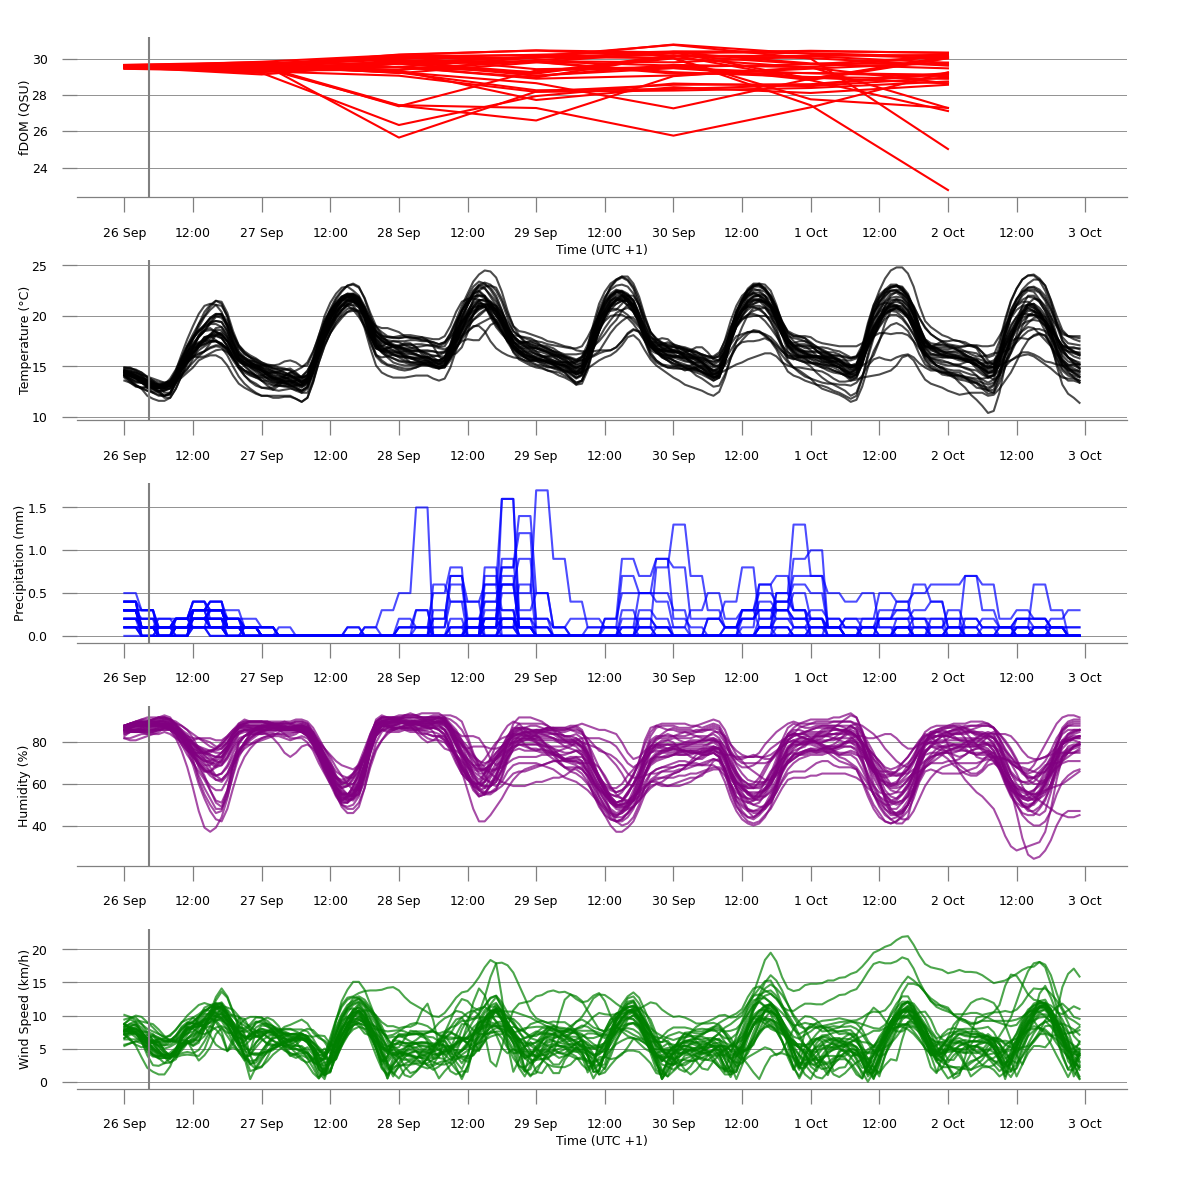 fDOM (QSU)
30
28
26
24
26 Sep 12:00 27 Sep 12:00 28 Sep 12:00 29 Sep 12:00 30 Sep 12:00 1 Oct 12:00 2 Oct 12:00 3 Oct
Time (UTC +1)
Temperature (°C)
25
20
15
10
26 Sep 12:00 27 Sep 12:00 28 Sep 12:00 29 Sep 12:00 30 Sep 12:00 1 Oct 12:00 2 Oct 12:00 3 Oct
Precipitation (mm)
1.5
1.0
0.5
0.0
26 Sep 12:00 27 Sep 12:00 28 Sep 12:00 29 Sep 12:00 30 Sep 12:00 1 Oct 12:00 2 Oct 12:00 3 Oct
Humidity (%)
80
60
40
26 Sep 12:00 27 Sep 12:00 28 Sep 12:00 29 Sep 12:00 30 Sep 12:00 1 Oct 12:00 2 Oct 12:00 3 Oct
Wind Speed (km/h)
20
15
10
5
0
26 Sep 12:00 27 Sep 12:00 28 Sep 12:00 29 Sep 12:00 30 Sep 12:00 1 Oct 12:00 2 Oct 12:00 3 Oct
Time (UTC +1)